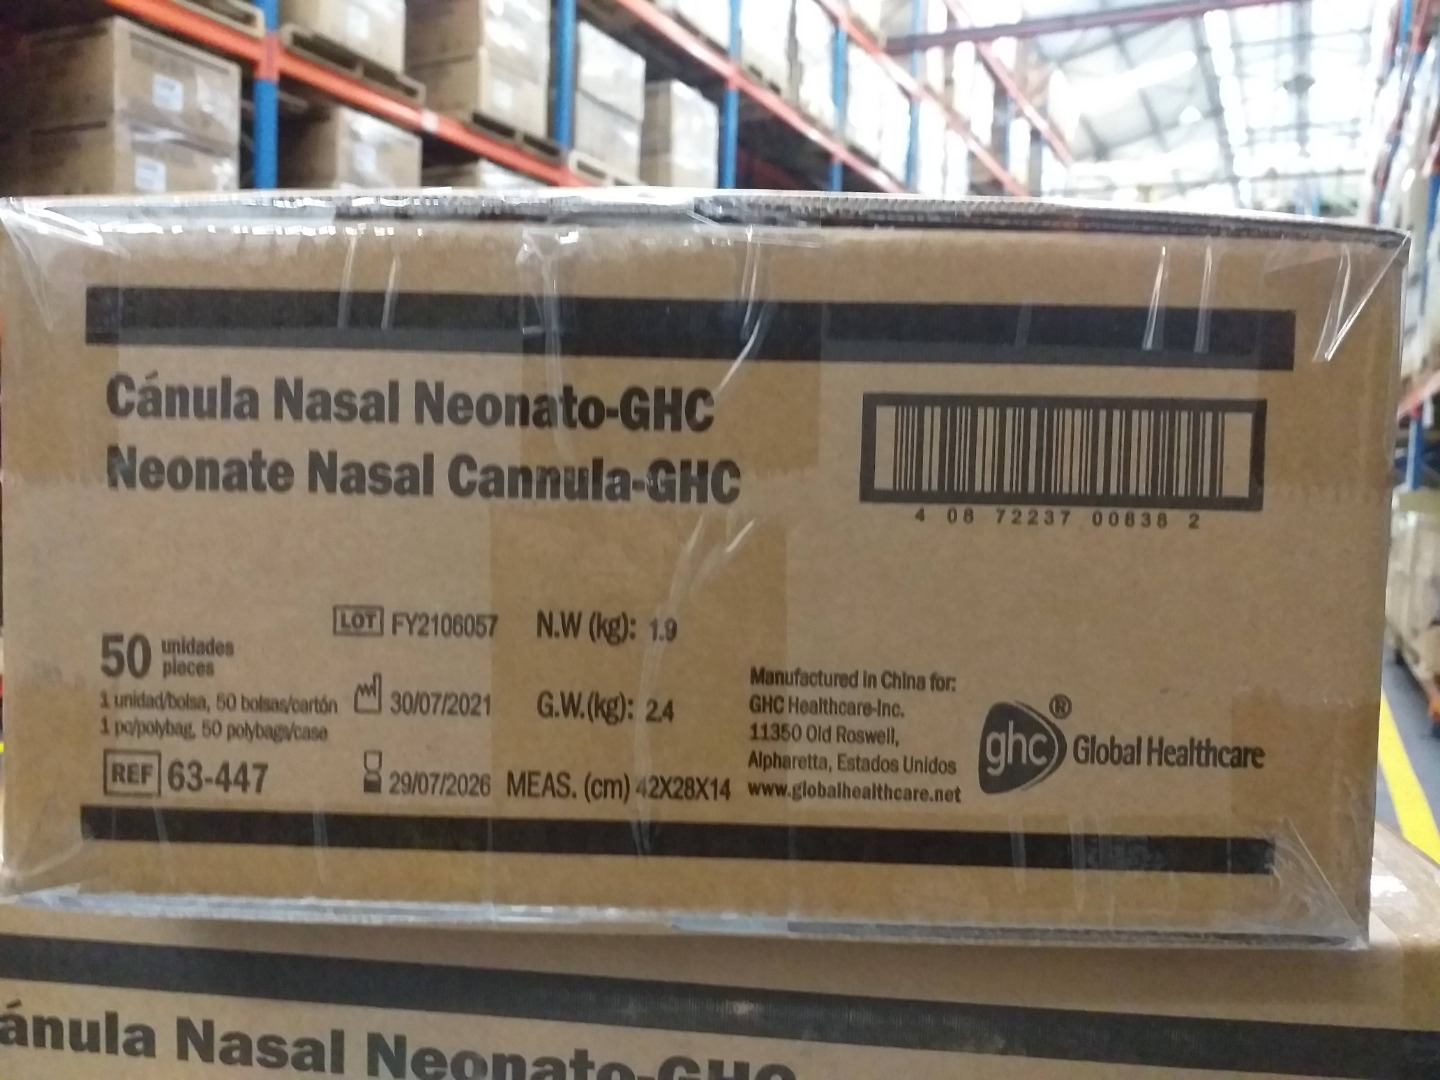 Cánula Nasal Neonato-GHC
Neonate Nasal Cannula-GHC
4 08 72237 00838 2
50 unidades
pieces
1 unidad/bolsa, 50 bolsas/cartón
1 pc/polybag, 50 polybags/case
REF 63-447
LOT FY2106057
30/07/2021
29/07/2026
N.W (kg): 1.9
G.W.(kg): 2.4
MEAS. (cm) 42X28X14
Manufactured in China for:
GHC Healthcare-Inc.
11350 Old Roswell,
Alpharetta, Estados Unidos
www.globalhealthcare.net
ghc® Global Healthcare
ánula Nasal Neonato-GHC